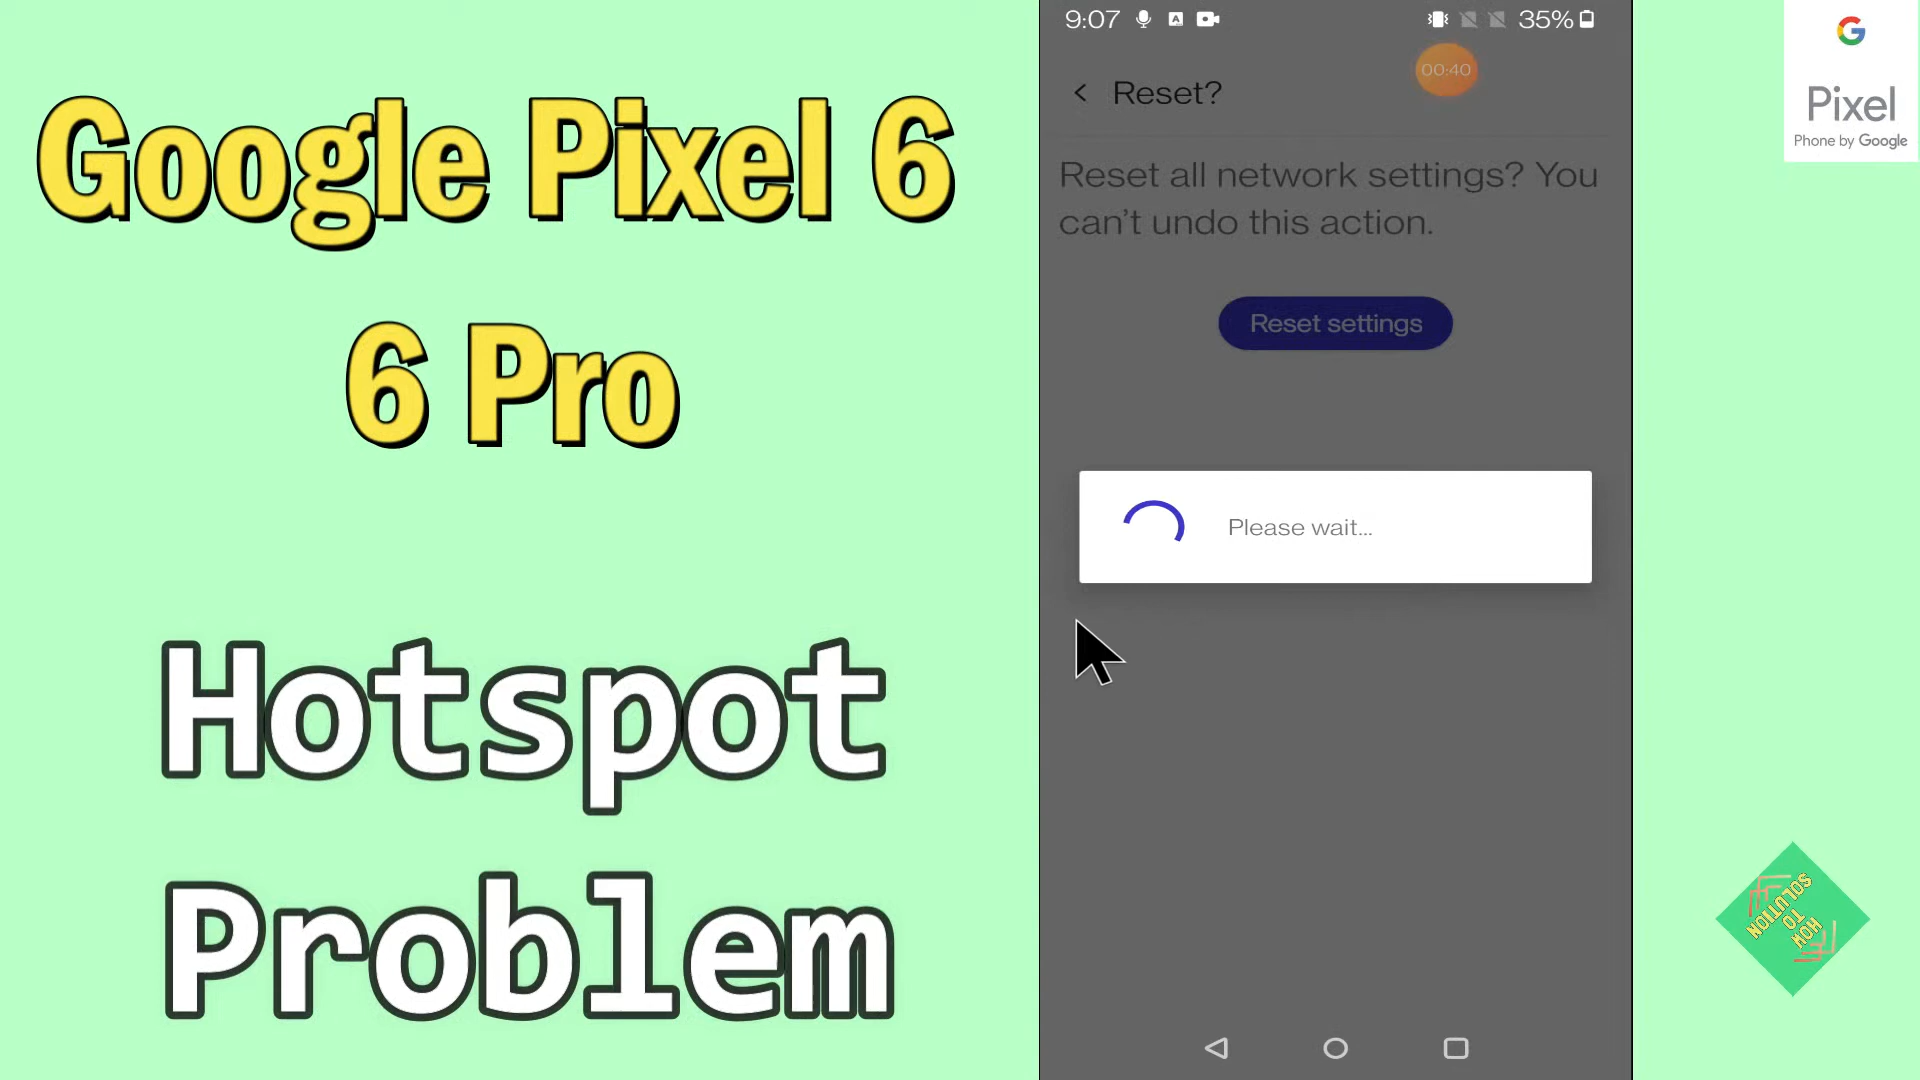 Google Pixel 6
6 Pro
Hotspot
Problem
9:07
A
35%
00:40
Reset?
Reset all network settings? You
can’t undo this action.
Reset settings
Please wait...
G
Pixel
Phone by Google
HOW
TO
SOLUTION